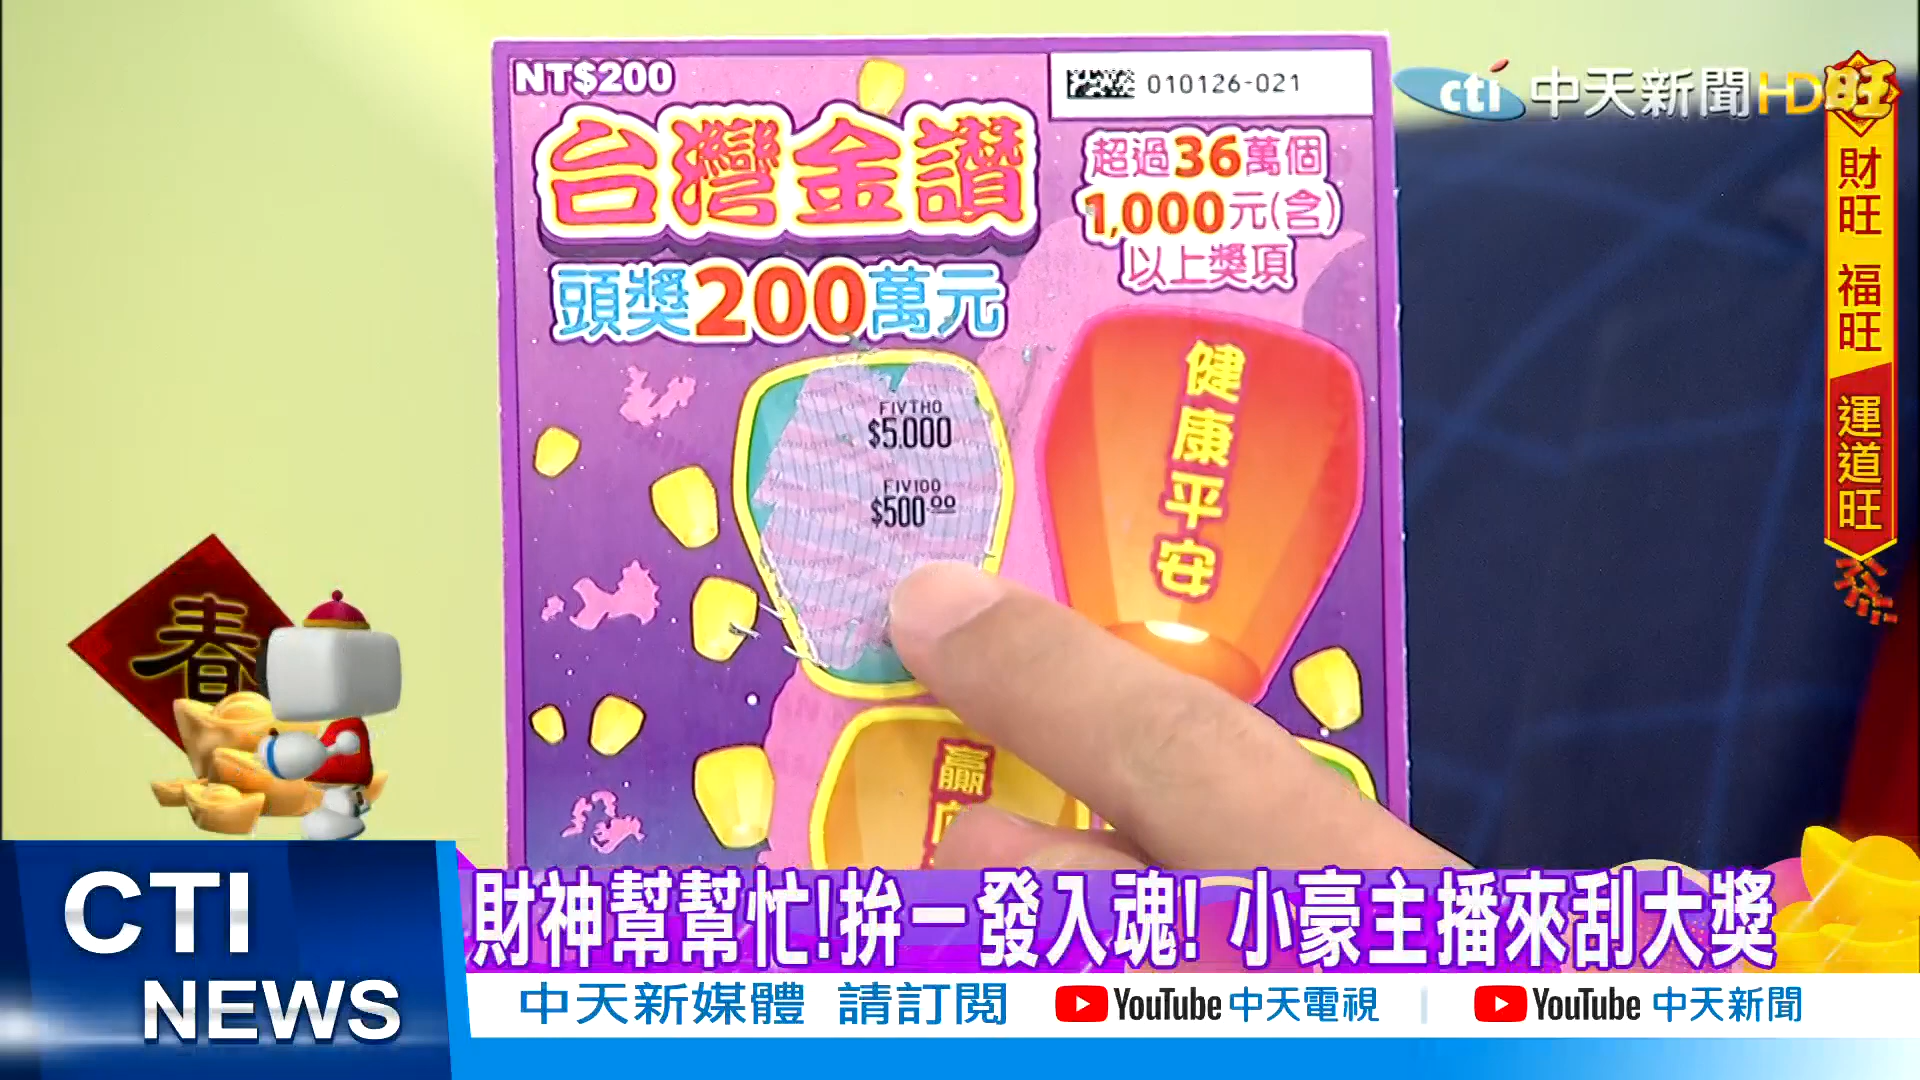 NT$200
010126-021
台灣金讚
頭獎200萬元
超過36萬個
1,000元(含)
以上獎項
FIVTHO
$5,000
FIV100
$500.00
健康平安
贏
cti 中天新聞HD
旺
財旺 福旺 運道旺
春
CTI
NEWS
財神幫幫忙!拚一發入魂! 小豪主播來刮大獎
中天新媒體 請訂閱 YouTube 中天電視 | YouTube 中天新聞